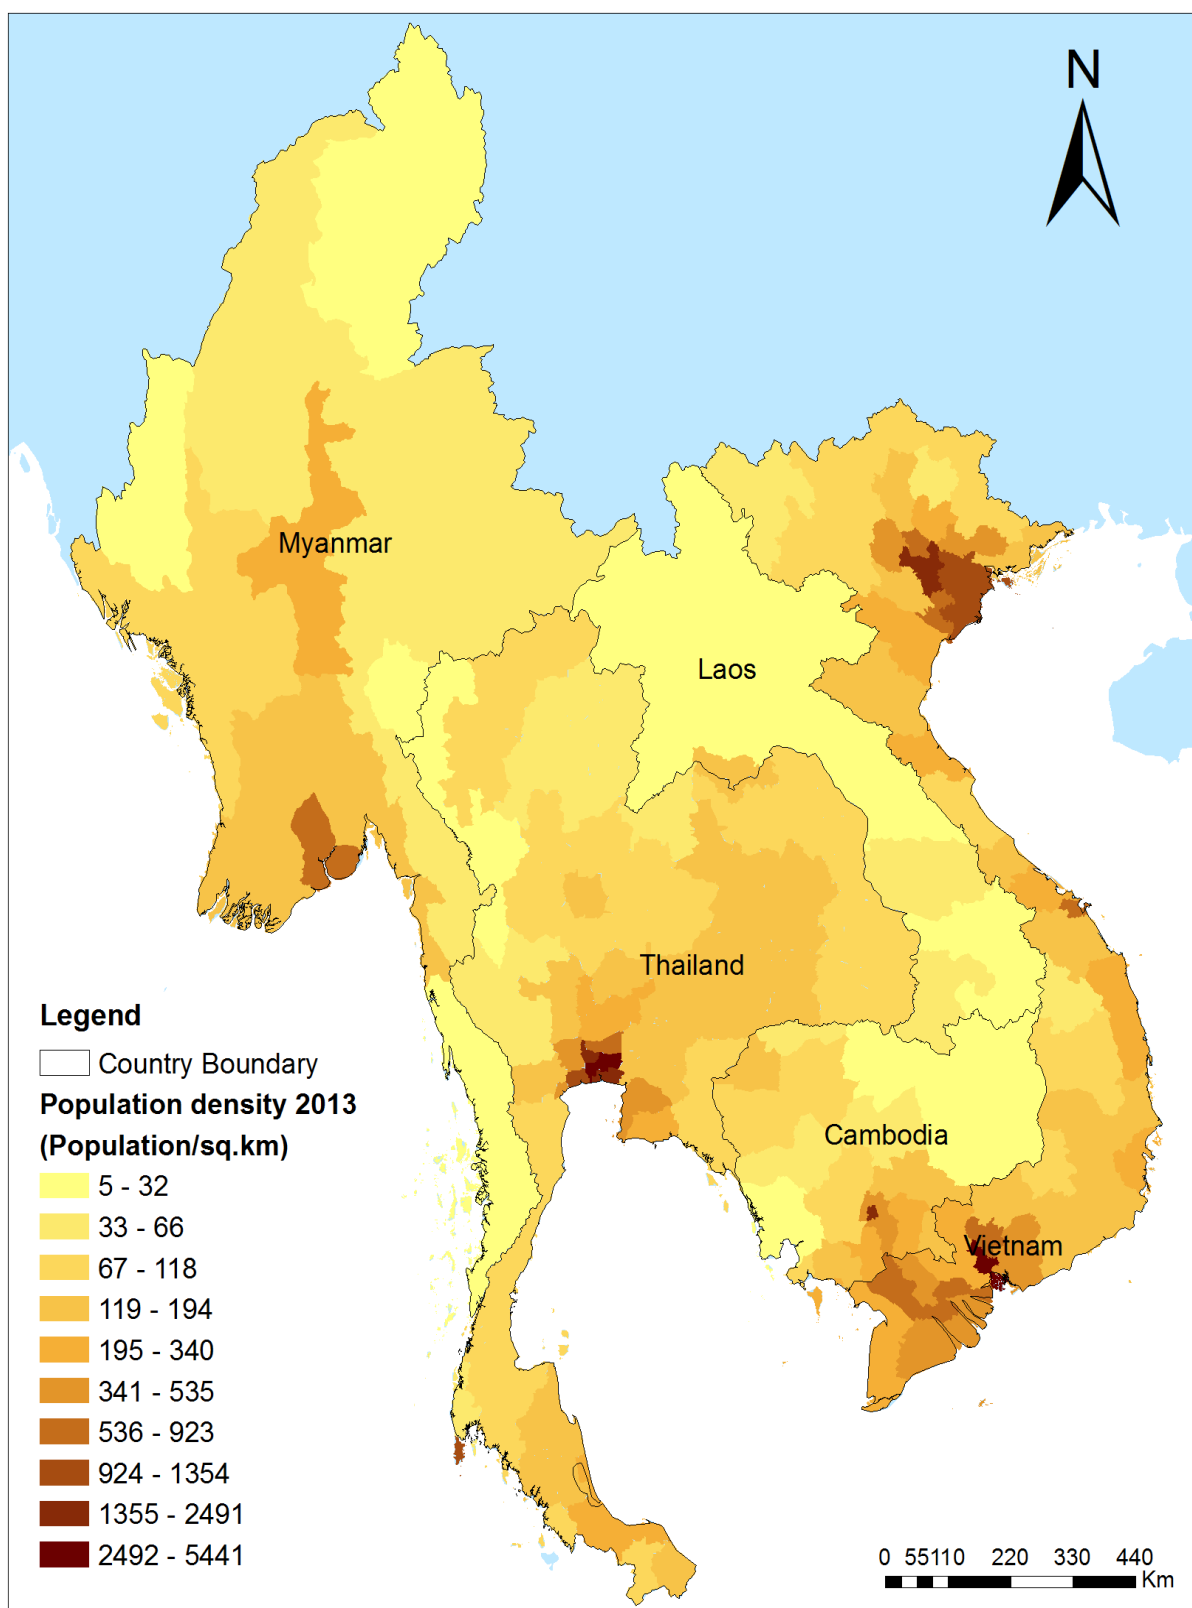 N
Myanmar
Laos
Thailand
Cambodia
Vietnam
Legend
Country Boundary
Population density 2013
(Population/sq.km)
5 - 32
33 - 66
67 - 118
119 - 194
195 - 340
341 - 535
536 - 923
924 - 1354
1355 - 2491
2492 - 5441
0 55110 220 330 440
Km